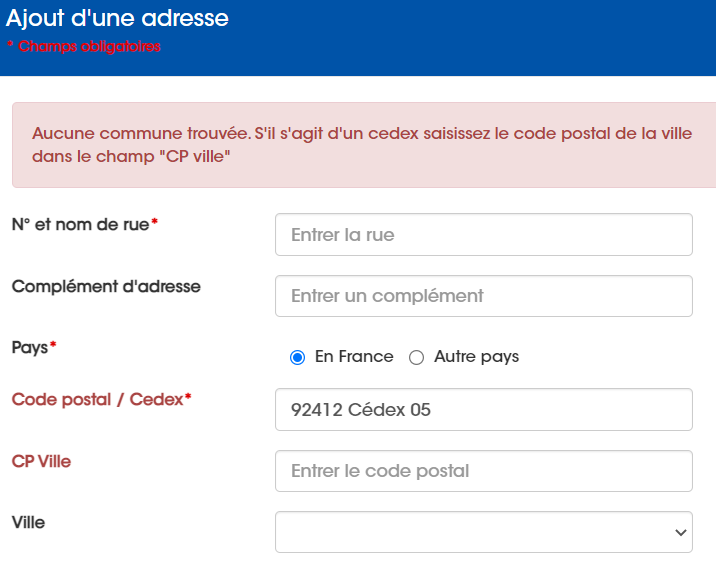 Ajout d'une adresse
* Champs obligatoires
Aucune commune trouvée. S'il s'agit d'un cedex saisissez le code postal de la ville
dans le champ "CP ville"
N° et nom de rue*
Entrer la rue
Complément d'adresse
Entrer un complément
Pays*
En France Autre pays
Code postal / Cedex*
92412 Cédex 05
CP Ville
Entrer le code postal
Ville